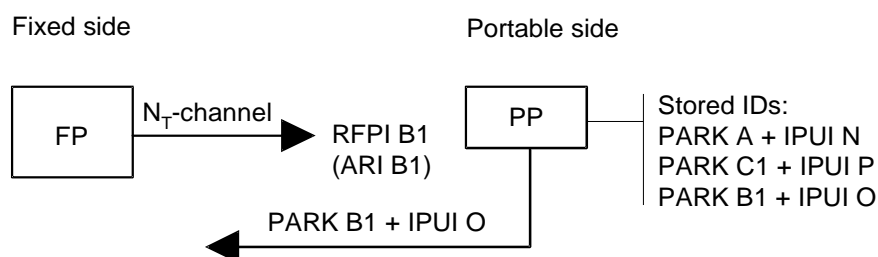 Fixed side
Portable side
FP
N_T-channel
RFPI B1
(ARI B1)
PP
Stored IDs:
PARK A + IPUI N
PARK C1 + IPUI P
PARK B1 + IPUI O
PARK B1 + IPUI O